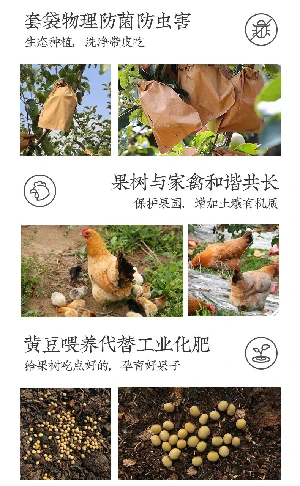 套袋物理防菌防虫害
生态种植，洗净带皮吃
果树与家禽和谐共长
保护果园，增加土壤有机质
黄豆喂养代替工业化肥
给果树吃点好的，孕育好果子